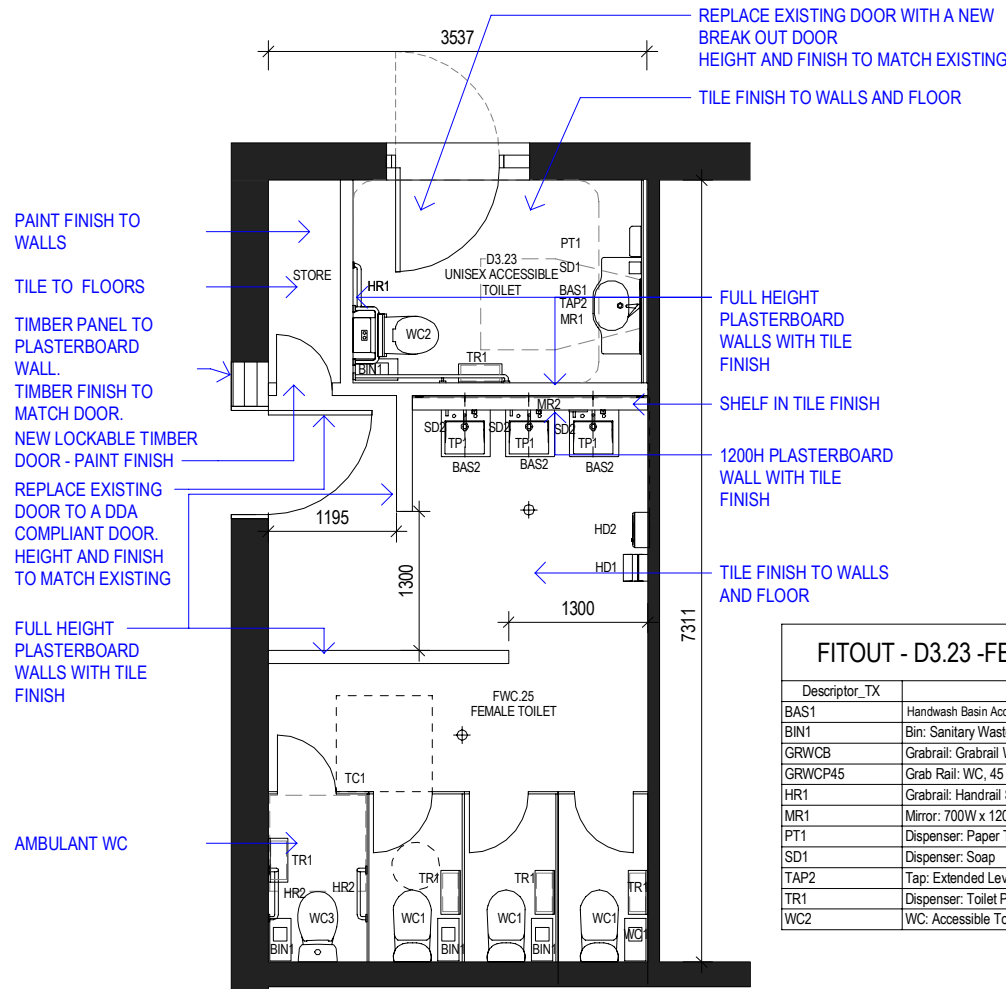 3537
REPLACE EXISTING DOOR WITH A NEW
BREAK OUT DOOR
HEIGHT AND FINISH TO MATCH EXISTING
TILE FINISH TO WALLS AND FLOOR
PAINT FINISH TO
WALLS
TILE TO FLOORS
TIMBER PANEL TO
PLASTERBOARD
WALL.
TIMBER FINISH TO
MATCH DOOR.
NEW LOCKABLE TIMBER
DOOR - PAINT FINISH
REPLACE EXISTING
DOOR TO A DDA
COMPLIANT DOOR.
HEIGHT AND FINISH
TO MATCH EXISTING
FULL HEIGHT
PLASTERBOARD
WALLS WITH TILE
FINISH
AMBULANT WC
STORE
HR1
D3.23
UNISEX ACCESSIBLE
TOILET
PT1
SD1
BAS1
TAP2
MR1
WC2
BIN1
TR1
FULL HEIGHT
PLASTERBOARD
WALLS WITH TILE
FINISH
SHELF IN TILE FINISH
1200H PLASTERBOARD
WALL WITH TILE
FINISH
TILE FINISH TO WALLS
AND FLOOR
MR2
SD2
SD2
SD2
TP1
TP1
TP1
BAS2
BAS2
BAS2
1195
1300
1300
7311
HD2
HD1
FWC.25
FEMALE TOILET
TC1
TR1
HR2
HR2
WC3
BIN1
TR1
WC1
BIN1
TR1
WC1
BIN1
TR1
WC1
WC1
FITOUT - D3.23 -FE
Descriptor_TX
BAS1 Handwash Basin Acc
BIN1 Bin: Sanitary Wast
GRWCB Grabrail: Grabrail W
GRWCP45 Grab Rail: WC, 45
HR1 Grabrail: Handrail
MR1 Mirror: 700W x 120
PT1 Dispenser: Paper T
SD1 Dispenser: Soap
TAP2 Tap: Extended Lev
TR1 Dispenser: Toilet P
WC2 WC: Accessible To